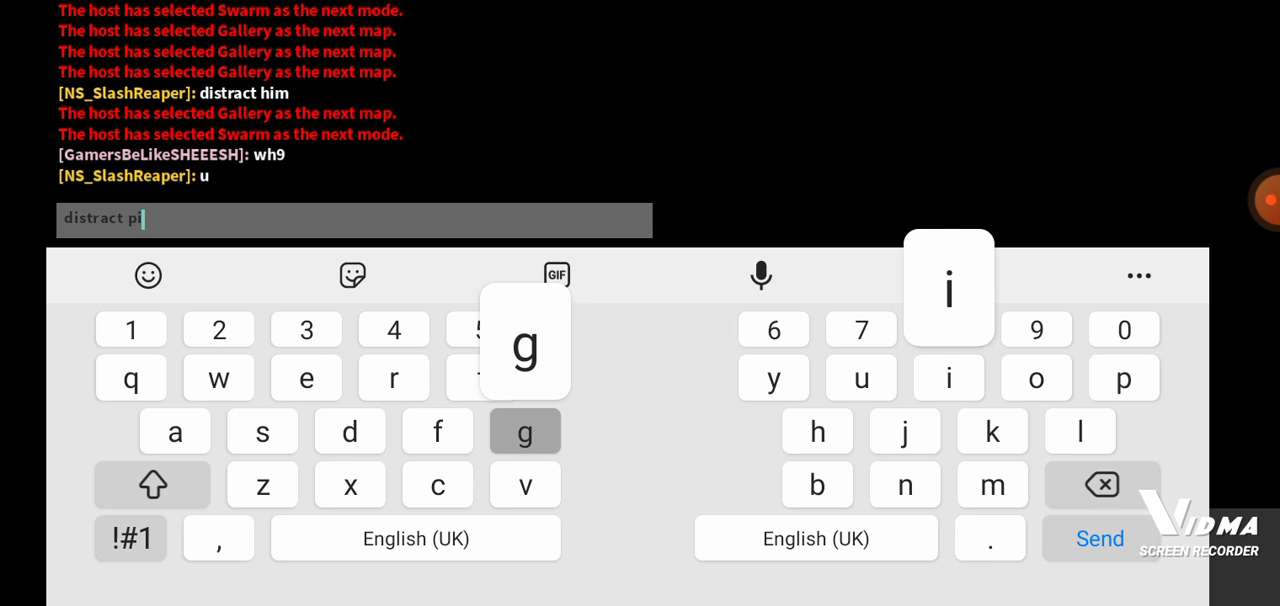 The host has selected Swarm as the next mode.
The host has selected Gallery as the next map.
The host has selected Gallery as the next map.
The host has selected Gallery as the next map.
[NS_SlashReaper]: distract him
The host has selected Gallery as the next map.
The host has selected Swarm as the next mode.
[GamersBeLikeSHEEESH]: wh9
[NS_SlashReaper]: u
distract pi
GIF
i
g
1 2 3 4 5 6 7 9 0
q w e r y u i o p
a s d f g h j k l
z x c v b n m
!#1 , English (UK) English (UK) . Send
VIDMA
SCREEN RECORDER